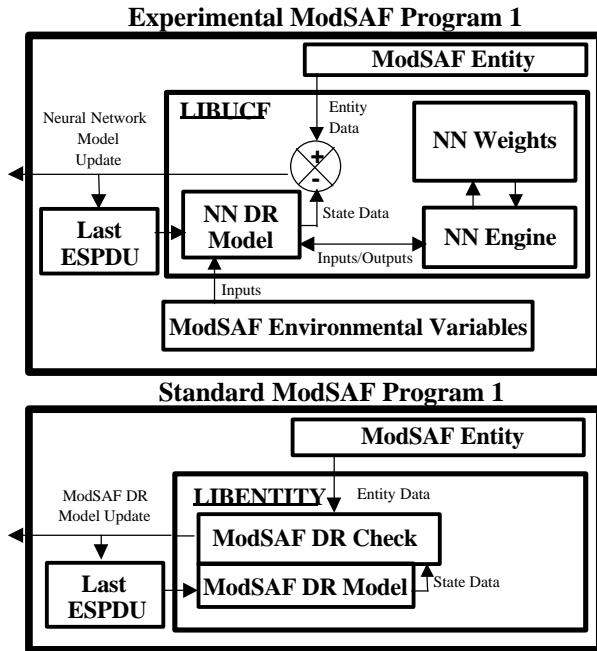 Experimental ModSAF Program 1
ModSAF Entity
LIBUCF
Entity
Data
Neural Network
Model
Update
NN Weights
+
-
NN DR
Model
State Data
Last
ESPDU
NN Engine
Inputs/Outputs
Inputs
ModSAF Environmental Variables
Standard ModSAF Program 1
ModSAF Entity
LIBENTITY
Entity Data
ModSAF DR
Model Update
ModSAF DR Check
Last
ESPDU
ModSAF DR Model
State Data